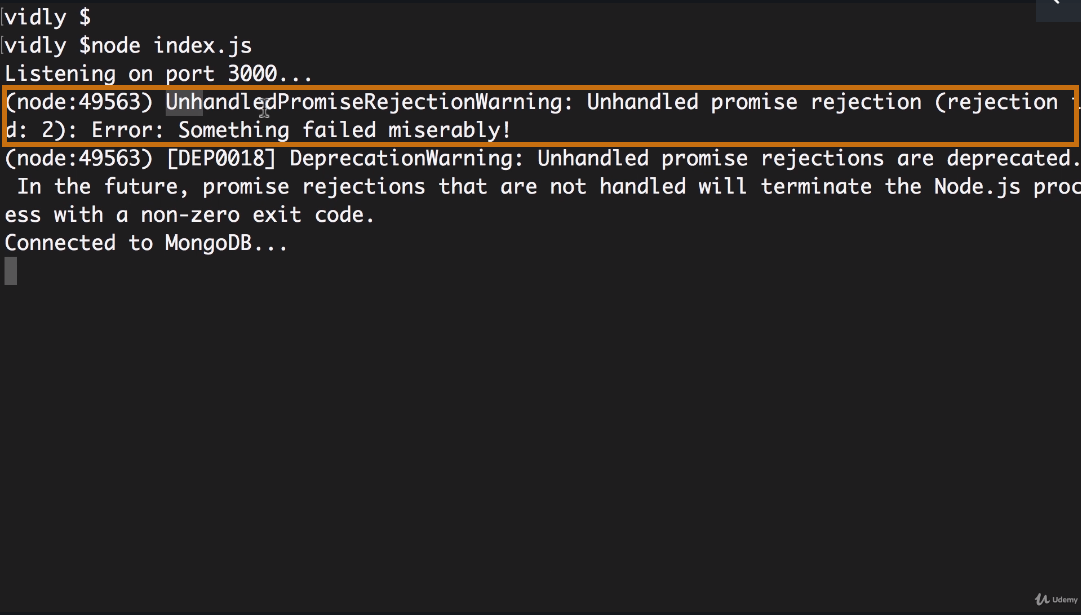 vidly $
vidly $node index.js
Listening on port 3000...
(node:49563) UnhandledPromiseRejectionWarning: Unhandled promise rejection (rejection i
d: 2): Error: Something failed miserably!
(node:49563) [DEP0018] DeprecationWarning: Unhandled promise rejections are deprecated.
 In the future, promise rejections that are not handled will terminate the Node.js proc
ess with a non-zero exit code.
Connected to MongoDB...
Udemy